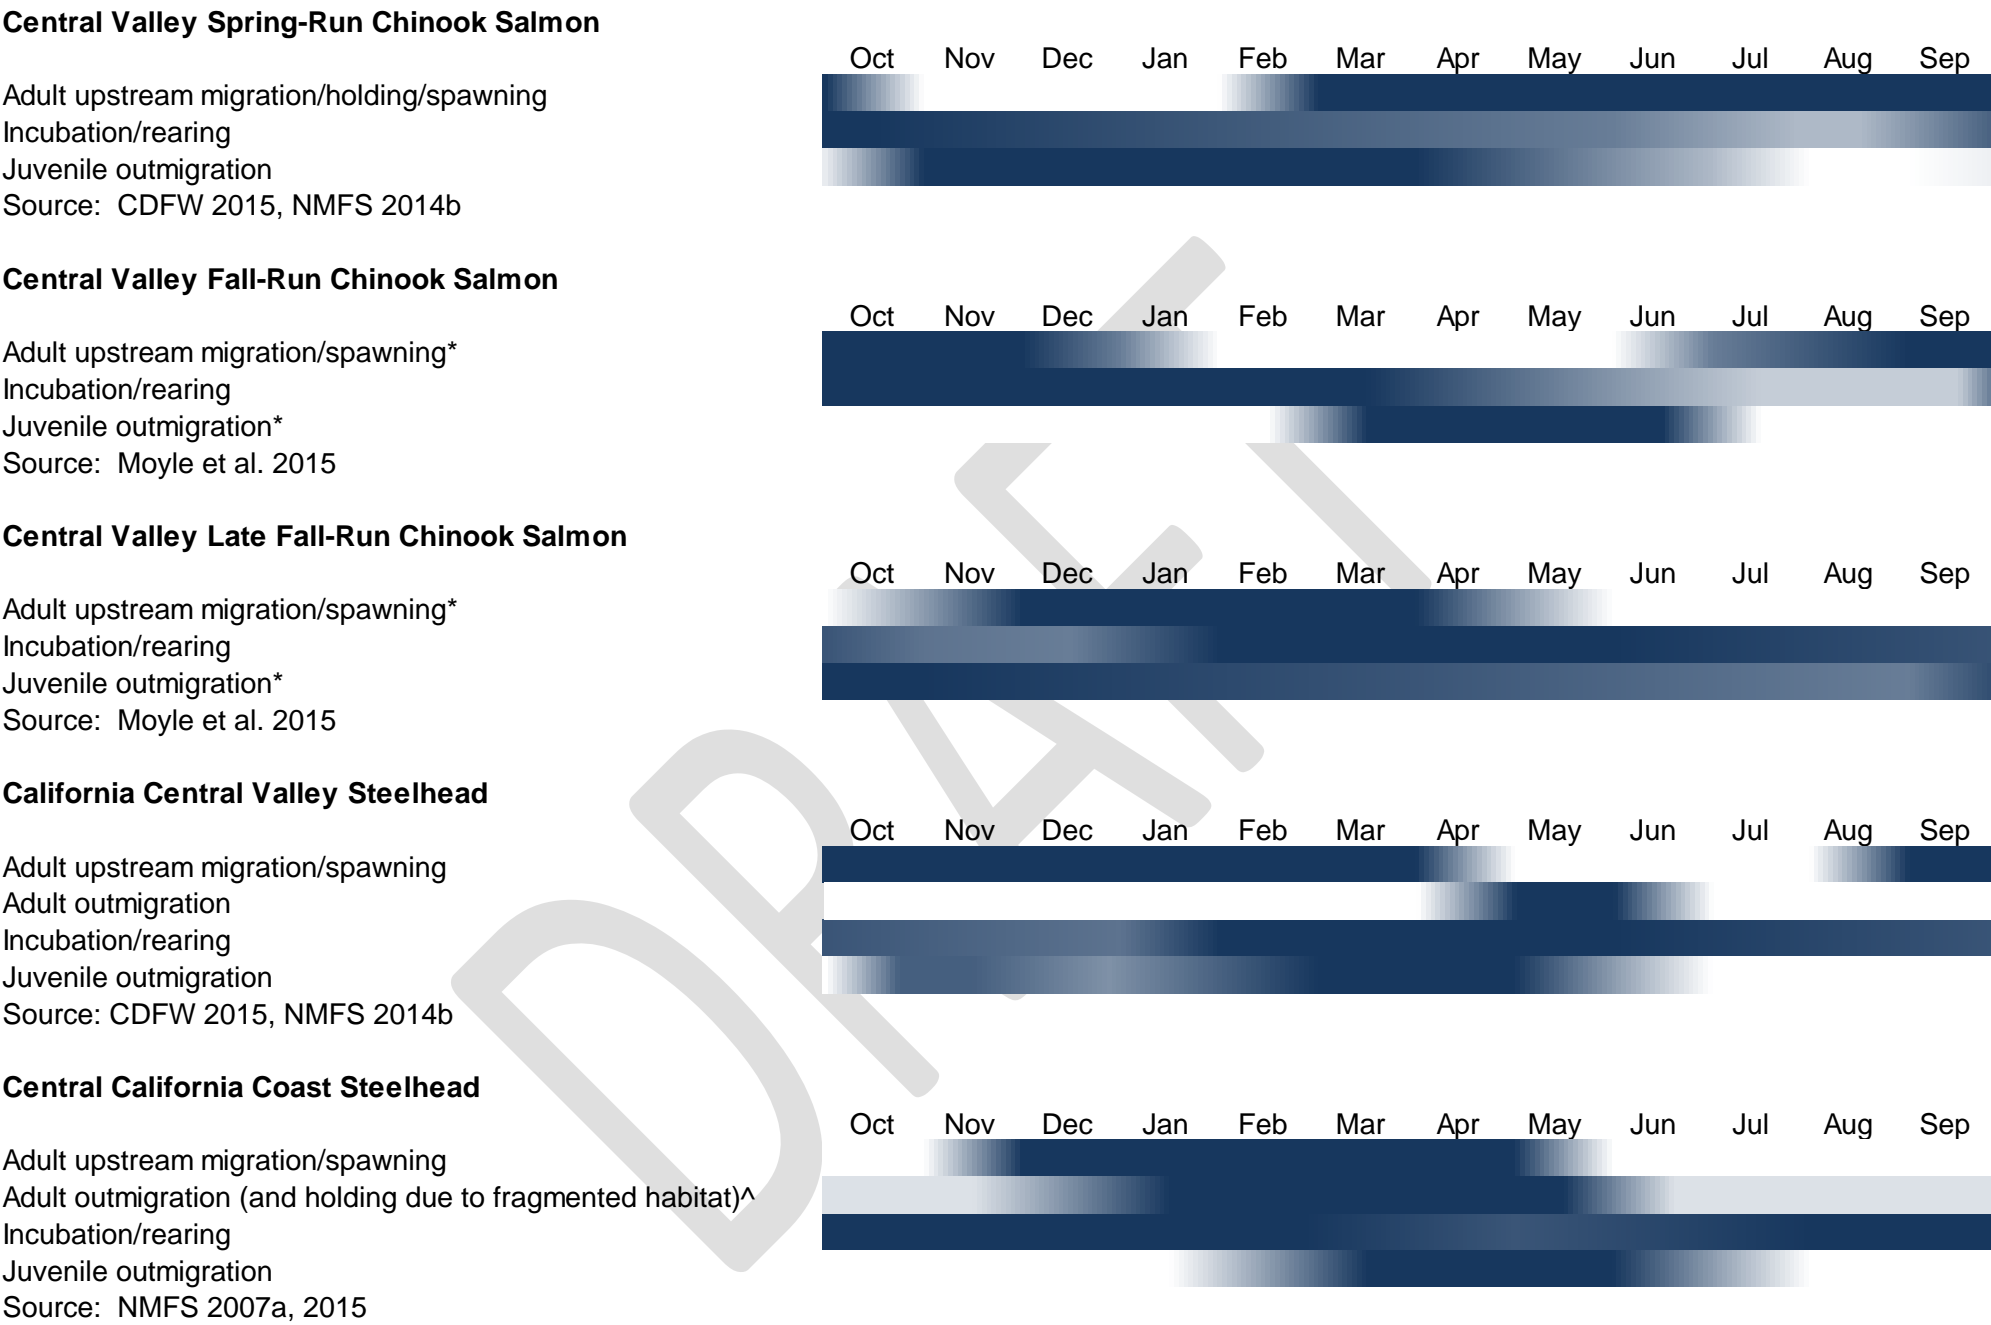 Central Valley Spring-Run Chinook Salmon
Oct Nov Dec Jan Feb Mar Apr May Jun Jul Aug Sep
Adult upstream migration/holding/spawning
Incubation/rearing
Juvenile outmigration
Source: CDFW 2015, NMFS 2014b
Central Valley Fall-Run Chinook Salmon
Oct Nov Dec Jan Feb Mar Apr May Jun Jul Aug Sep
Adult upstream migration/spawning*
Incubation/rearing
Juvenile outmigration*
Source: Moyle et al. 2015
Central Valley Late Fall-Run Chinook Salmon
Oct Nov Dec Jan Feb Mar Apr May Jun Jul Aug Sep
Adult upstream migration/spawning*
Incubation/rearing
Juvenile outmigration*
Source: Moyle et al. 2015
California Central Valley Steelhead
Oct Nov Dec Jan Feb Mar Apr May Jun Jul Aug Sep
Adult upstream migration/spawning
Adult outmigration
Incubation/rearing
Juvenile outmigration
Source: CDFW 2015, NMFS 2014b
Central California Coast Steelhead
Oct Nov Dec Jan Feb Mar Apr May Jun Jul Aug Sep
Adult upstream migration/spawning
Adult outmigration (and holding due to fragmented habitat)^
Incubation/rearing
Juvenile outmigration
Source: NMFS 2007a, 2015
DRAFT